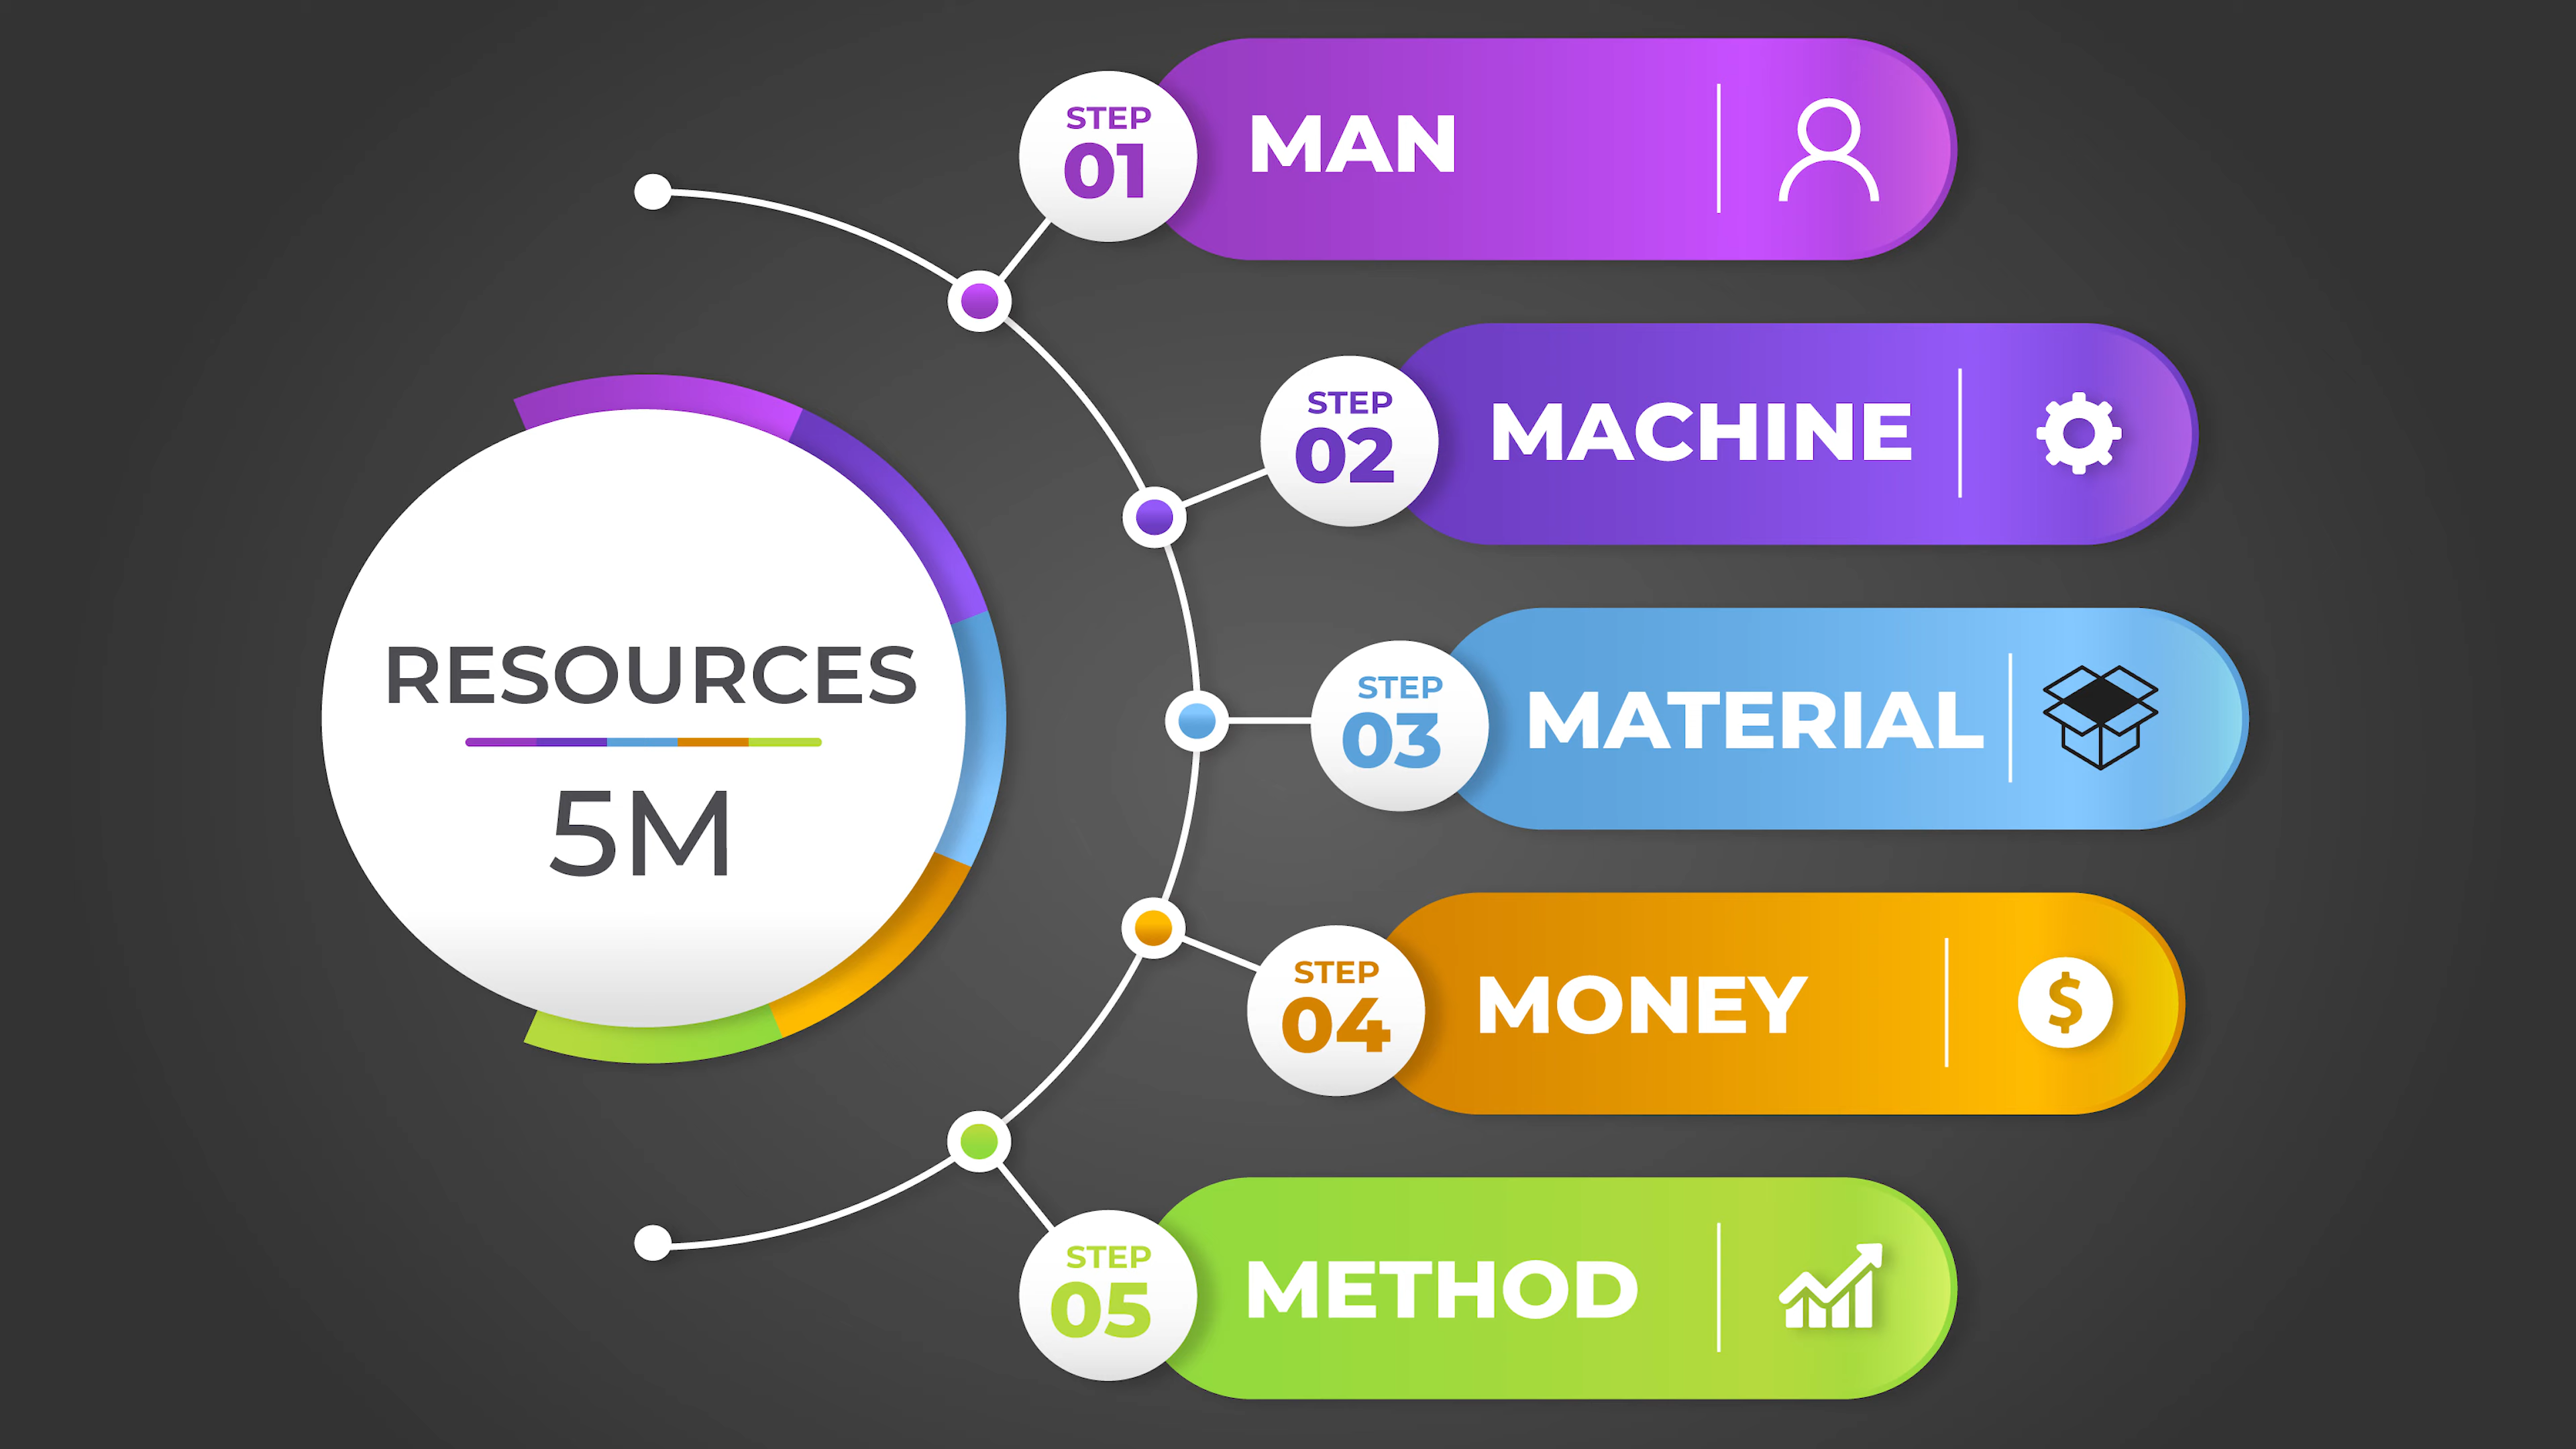 RESOURCES
5M
STEP
01
MAN
STEP
02
MACHINE
STEP
03
MATERIAL
STEP
04
MONEY
$
STEP
05
METHOD